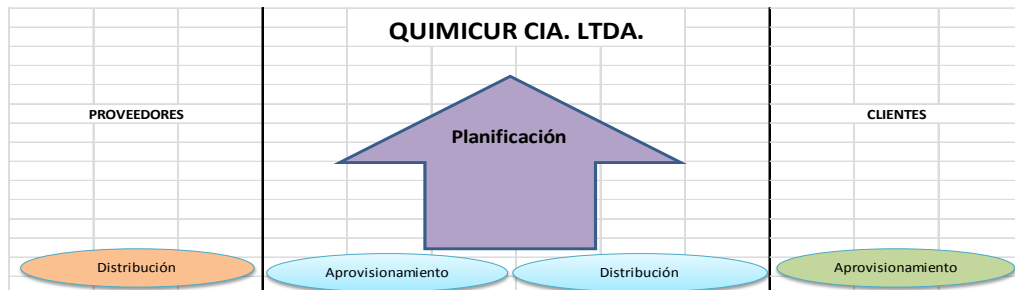 QUIMICUR CIA. LTDA.
PROVEEDORES
CLIENTES
Planificación
Distribución
Aprovisionamiento
Distribución
Aprovisionamiento